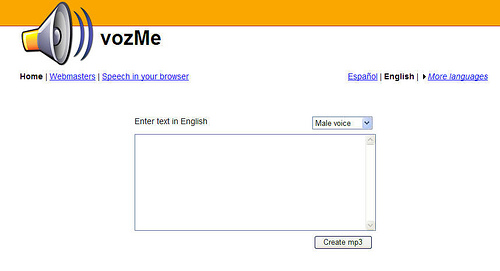 vozMe
Home | Webmasters | Speech in your browser
Español | English | More languages
Enter text in English
Male voice
Create mp3